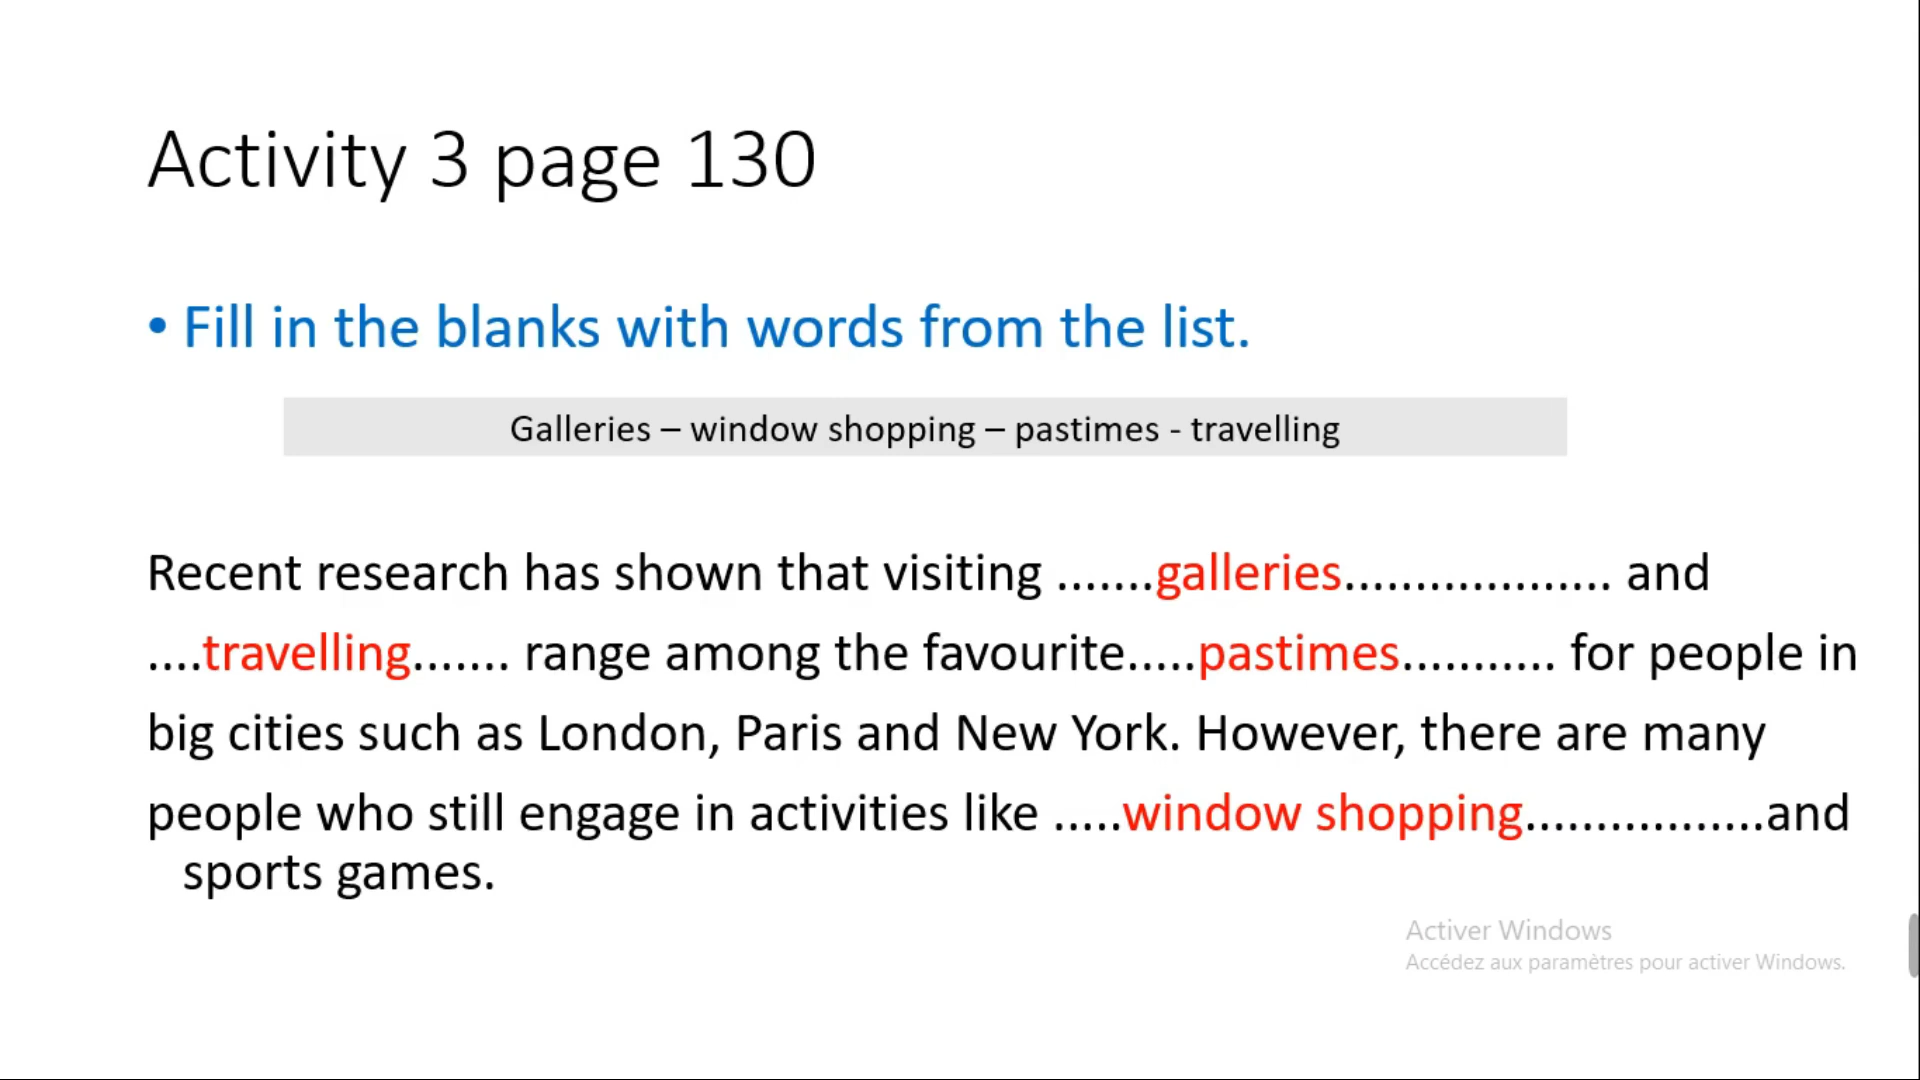 Activity 3 page 130
• Fill in the blanks with words from the list.
Galleries – window shopping – pastimes - travelling
Recent research has shown that visiting .......galleries................... and
....travelling....... range among the favourite.....pastimes........... for people in
big cities such as London, Paris and New York. However, there are many
people who still engage in activities like .....window shopping.................and
sports games.
Activer Windows
Accédez aux paramètres pour activer Windows.